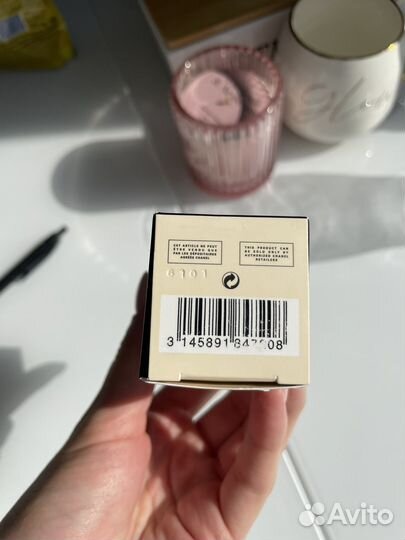 CET ARTICLE NE PEUT
ÊTRE VENDU QUE
PAR LES DÉPOSITAIRES
AGRÉÉS CHANEL
THIS PRODUCT CAN
BE SOLD ONLY BY
AUTHORIZED CHANEL
RETAILERS
6101
3 145891
Avito